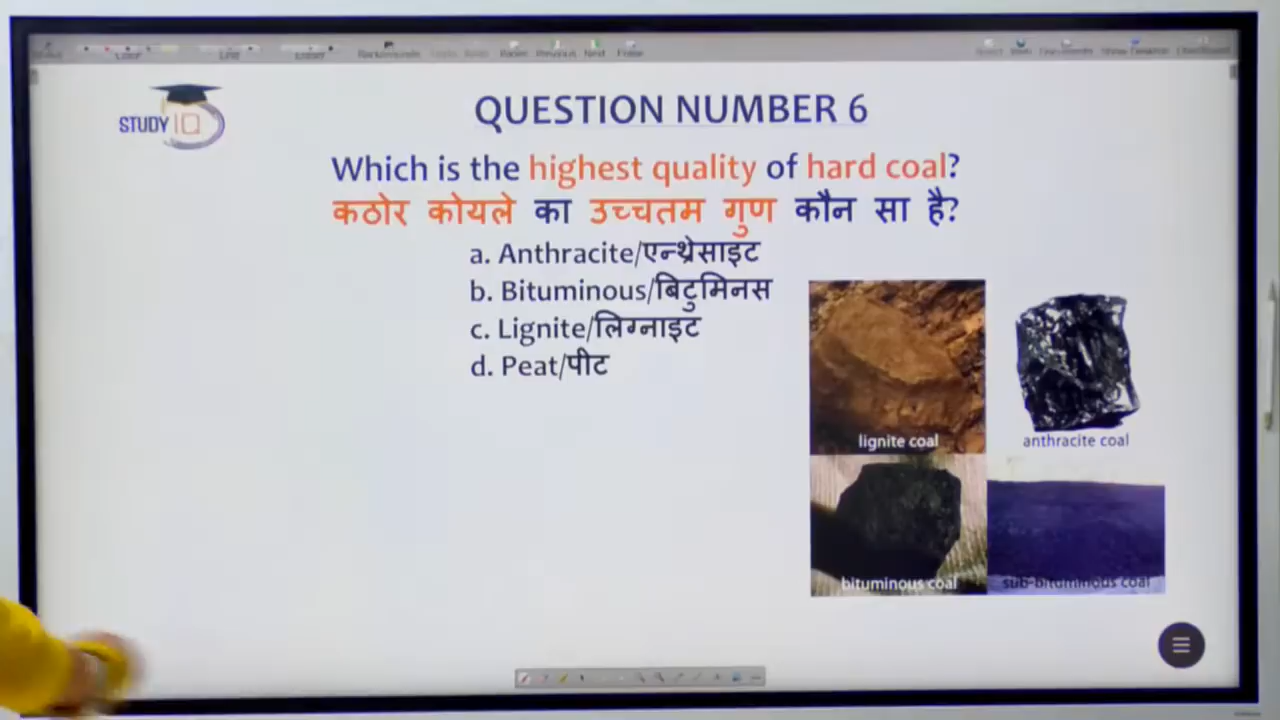 Previous
STUDY IQ
QUESTION NUMBER 6
Which is the highest quality of hard coal?
कठोर कोयले का उच्चतम गुण कौन सा है?
a. Anthracite/एन्थ्रेसाइट
b. Bituminous/बिटुमिनस
c. Lignite/लिग्नाइट
d. Peat/पीट
lignite coal
anthracite coal
bituminous coal
sub-bituminous coal